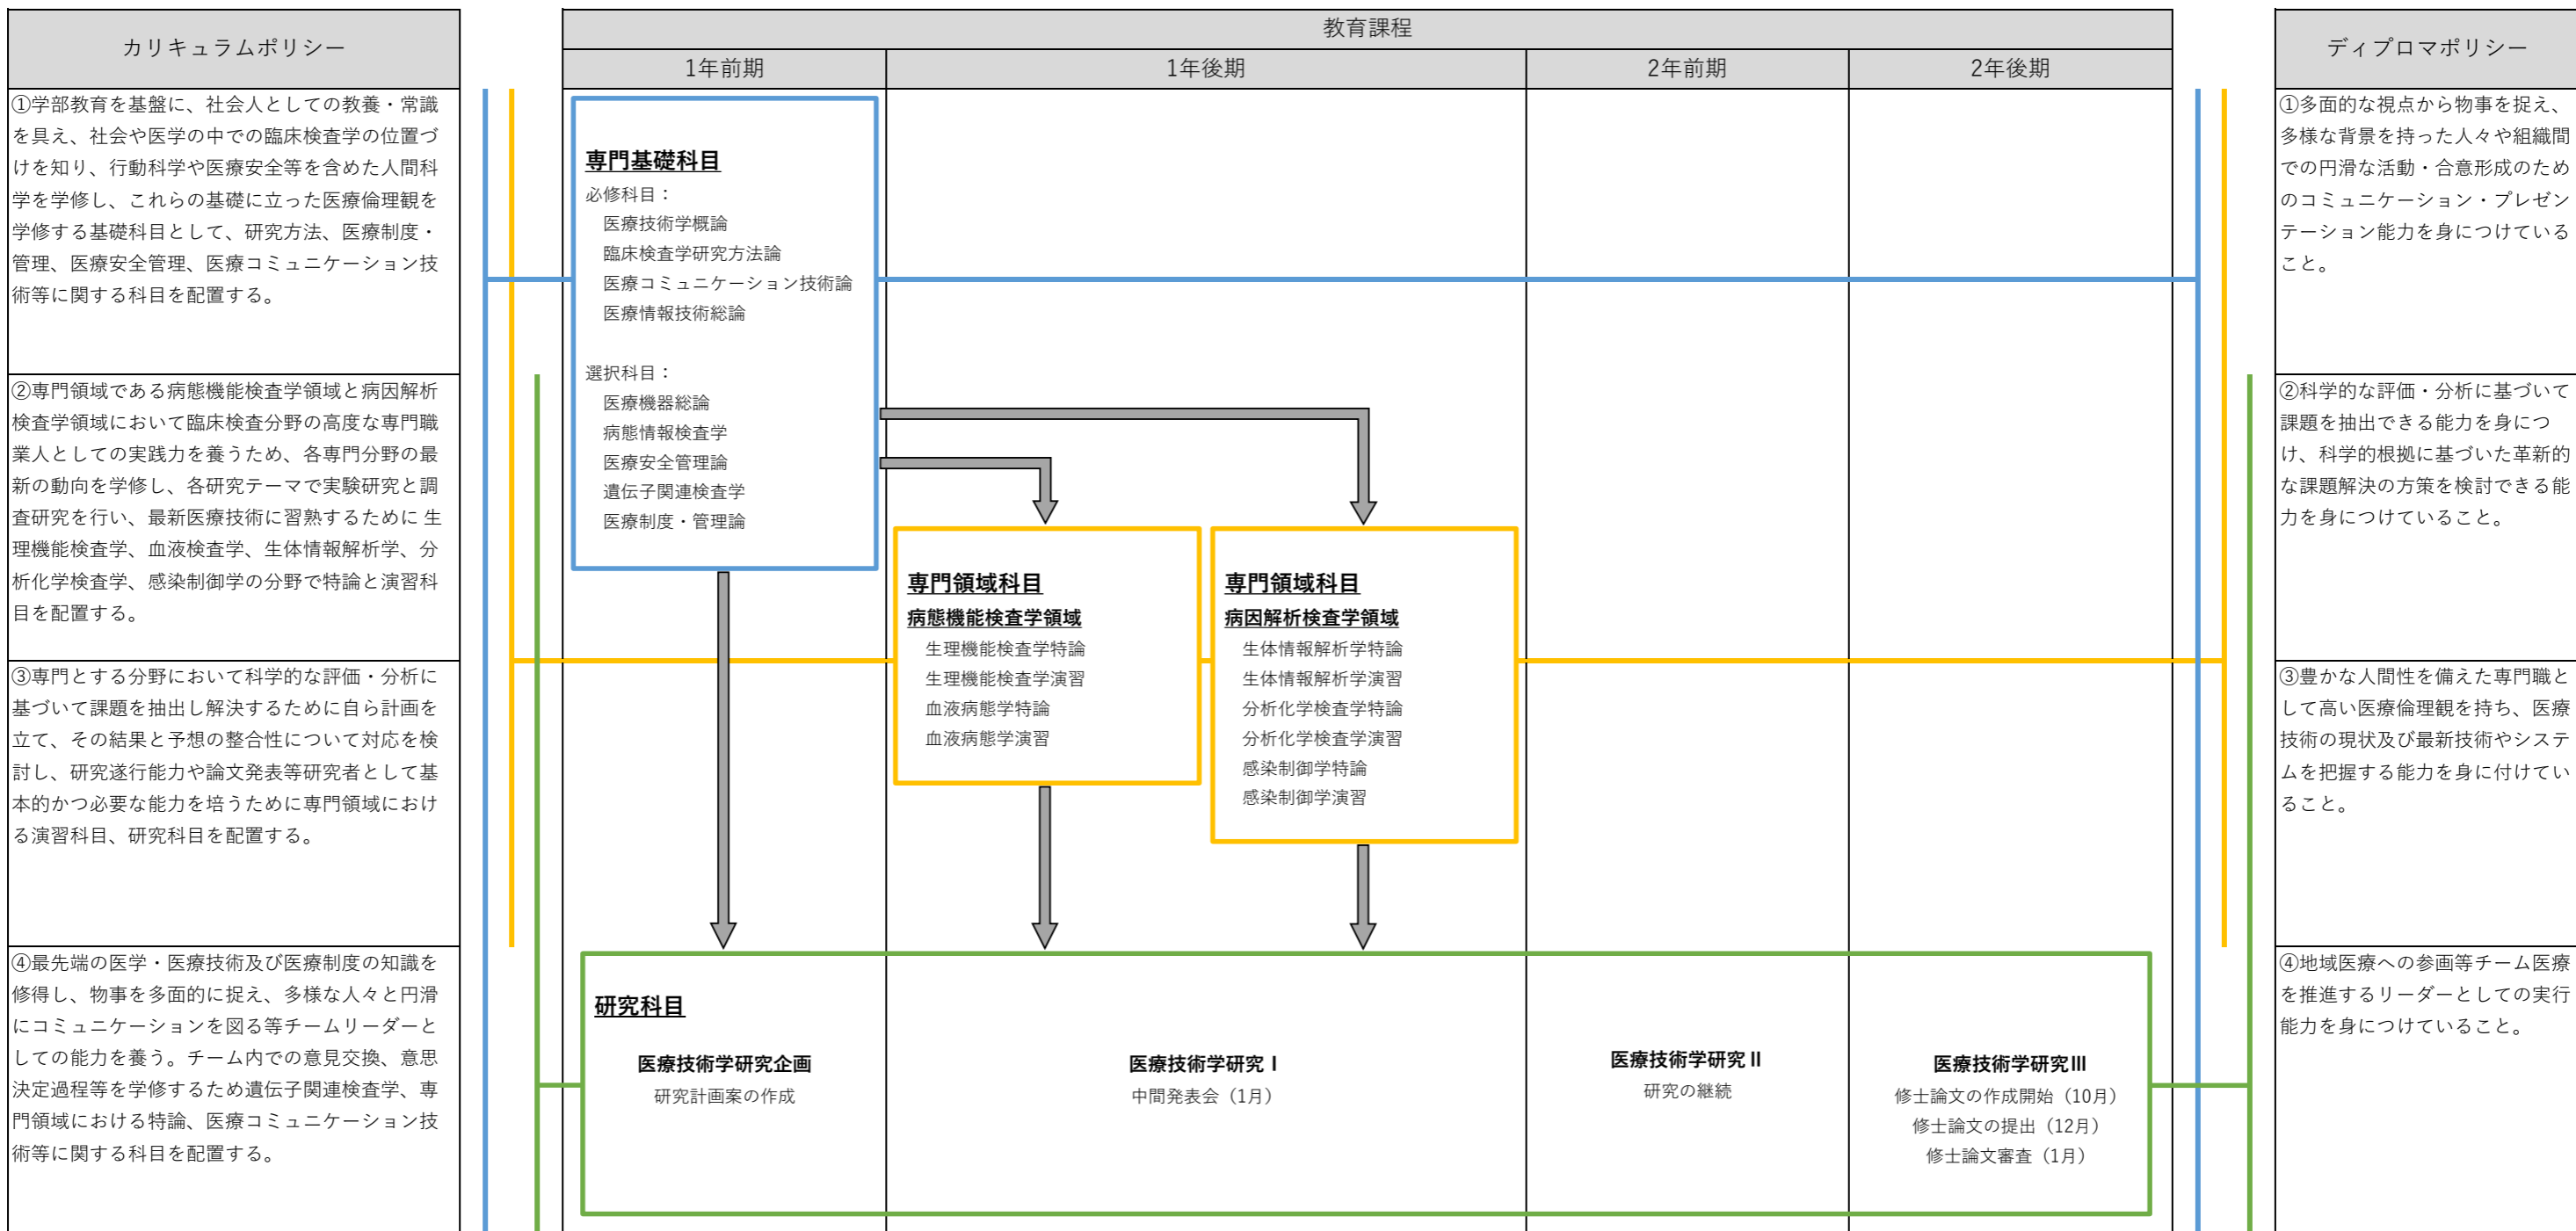 カリキュラムポリシー
①学部教育を基盤に、社会人としての教養・常識
を具え、社会や医学の中での臨床検査学の位置づ
けを知り、行動科学や医療安全等を含めた人間科
学を学修し、これらの基礎に立った医療倫理観を
学修する基礎科目として、研究方法、医療制度・
管理、医療安全管理、医療コミュニケーション技
術等に関する科目を配置する。
②専門領域である病態機能検査学領域と病因解析
検査学領域において臨床検査分野の高度な専門職
業人としての実践力を養うため、各専門分野の最
新の動向を学修し、各研究テーマで実験研究と調
査研究を行い、最新医療技術に習熟するために 生
理機能検査学、血液検査学、生体情報解析学、分
析化学検査学、感染制御学の分野で特論と演習科
目を配置する。
③専門とする分野において科学的な評価・分析に
基づいて課題を抽出し解決するために自ら計画を
立て、その結果と予想の整合性について対応を検
討し、研究遂行能力や論文発表等研究者として基
本的かつ必要な能力を培うために専門領域におけ
る演習科目、研究科目を配置する。
④最先端の医学・医療技術及び医療制度の知識を
修得し、物事を多面的に捉え、多様な人々と円滑
にコミュニケーションを図る等チームリーダーと
しての能力を養う。チーム内での意見交換、意思
決定過程等を学修するため遺伝子関連検査学、専
門領域における特論、医療コミュニケーション技
術等に関する科目を配置する。
教育課程
1年前期
1年後期
2年前期
2年後期
専門基礎科目
必修科目：
医療技術学概論
臨床検査学研究方法論
医療コミュニケーション技術論
医療情報技術総論
選択科目：
医療機器総論
病態情報検査学
医療安全管理論
遺伝子関連検査学
医療制度・管理論
専門領域科目
病態機能検査学領域
生理機能検査学特論
生理機能検査学演習
血液病態学特論
血液病態学演習
専門領域科目
病因解析検査学領域
生体情報解析学特論
生体情報解析学演習
分析化学検査学特論
分析化学検査学演習
感染制御学特論
感染制御学演習
研究科目
医療技術学研究企画
研究計画案の作成
医療技術学研究Ⅰ
中間発表会（1月）
医療技術学研究Ⅱ
研究の継続
医療技術学研究Ⅲ
修士論文の作成開始（10月）
修士論文の提出（12月）
修士論文審査（1月）
ディプロマポリシー
①多面的な視点から物事を捉え、
多様な背景を持った人々や組織間
での円滑な活動・合意形成のため
のコミュニケーション・プレゼン
テーション能力を身につけている
こと。
②科学的な評価・分析に基づいて
課題を抽出できる能力を身につ
け、科学的根拠に基づいた革新的
な課題解決の方策を検討できる能
力を身につけていること。
③豊かな人間性を備えた専門職と
して高い医療倫理観を持ち、医療
技術の現状及び最新技術やシステ
ムを把握する能力を身に付けてい
ること。
④地域医療への参画等チーム医療
を推進するリーダーとしての実行
能力を身につけていること。